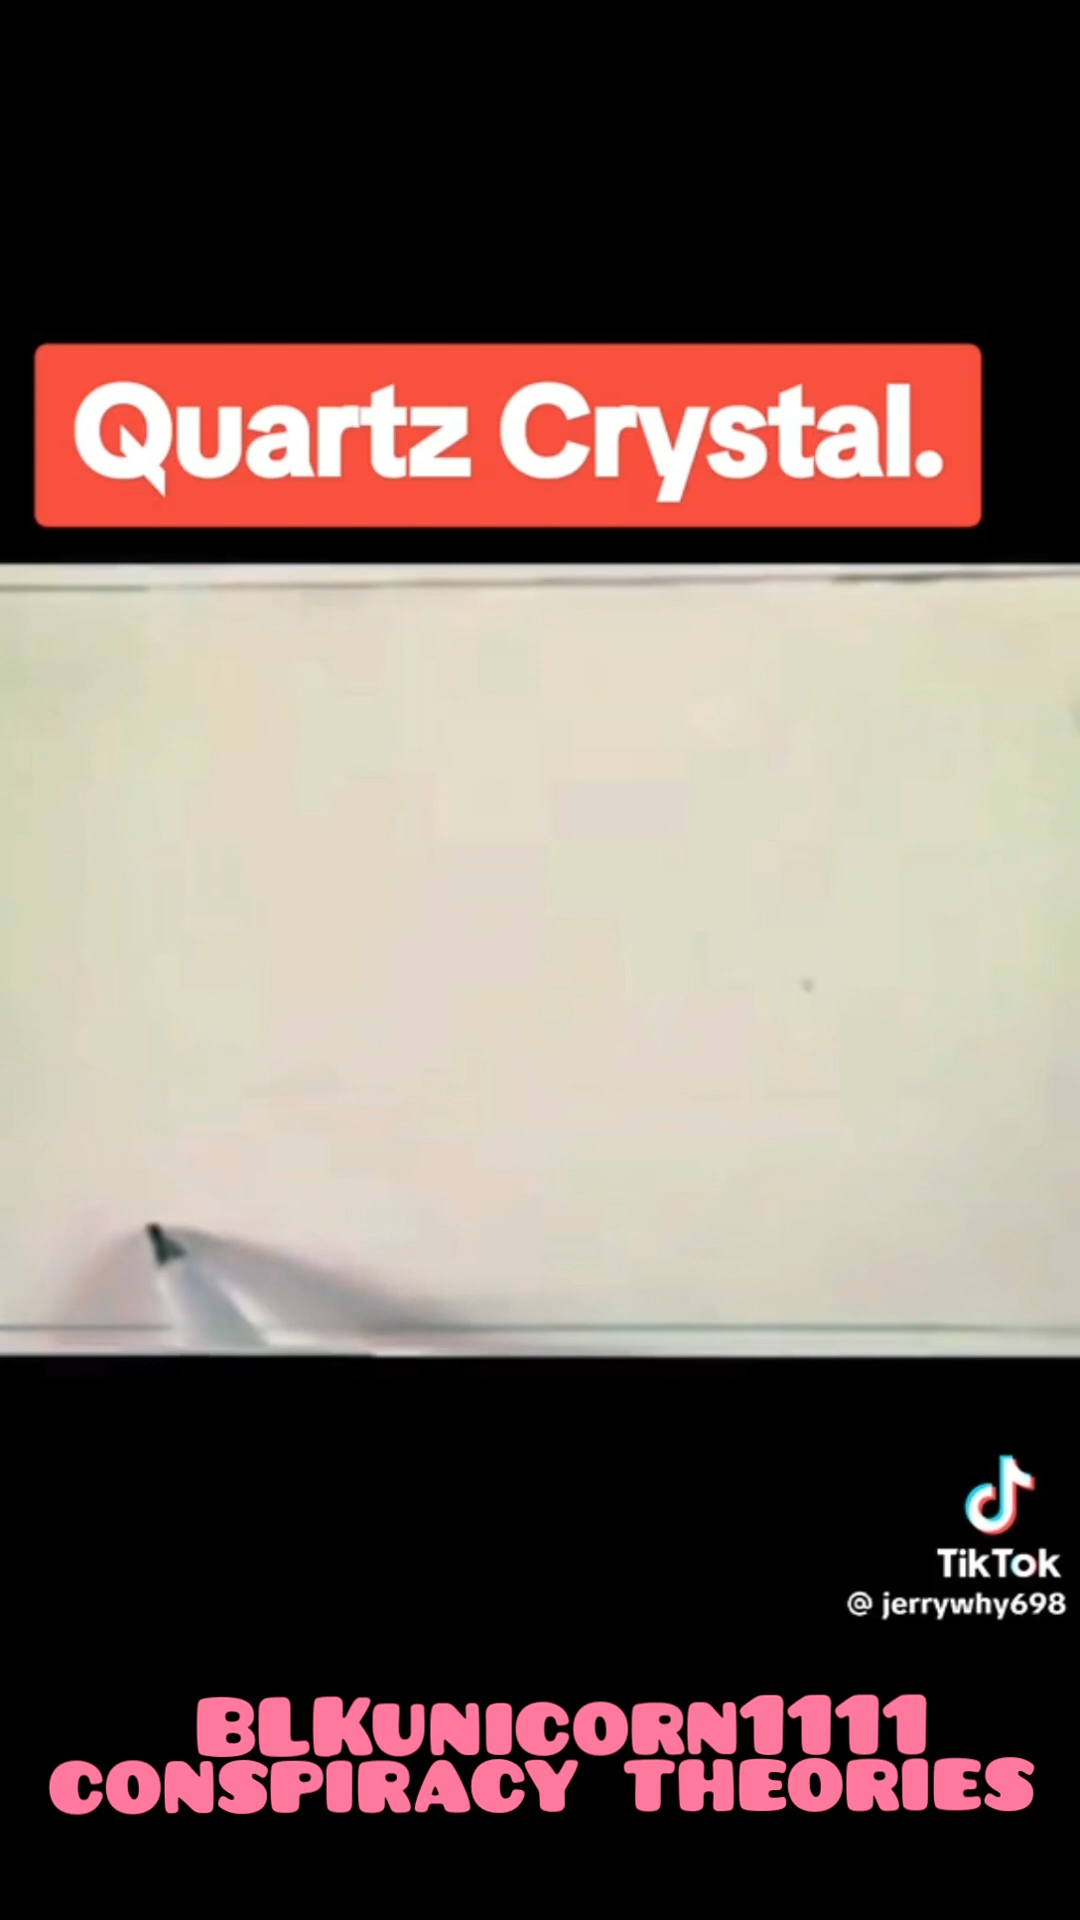 Quartz Crystal.
TikTok
@ jerrywhy698
BLKUNICORN1111
CONSPIRACY THEORIES